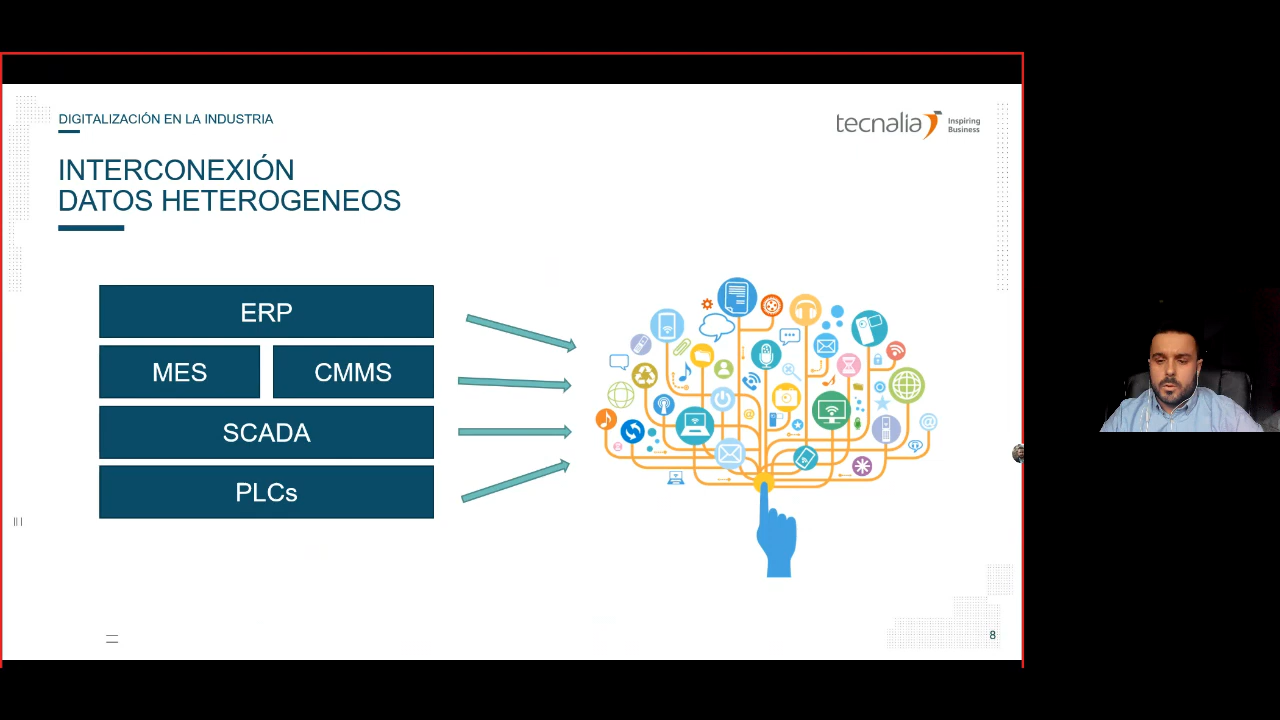 DIGITALIZACIÓN EN LA INDUSTRIA
tecnalia Inspiring
Business
INTERCONEXIÓN
DATOS HETEROGENEOS
ERP
MES
CMMS
SCADA
PLCs
8